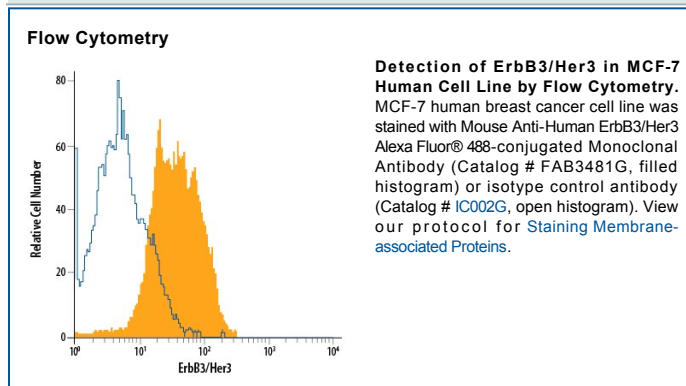 Flow Cytometry
80
60
40
20
0
Relative Cell Number
10⁰ 10¹ 10² 10³ 10⁴
ErbB3/Her3
Detection of ErbB3/Her3 in MCF-7
Human Cell Line by Flow Cytometry.
MCF-7 human breast cancer cell line was
stained with Mouse Anti-Human ErbB3/Her3
Alexa Fluor® 488-conjugated Monoclonal
Antibody (Catalog # FAB3481G, filled
histogram) or isotype control antibody
(Catalog # IC002G, open histogram). View
our protocol for Staining Membrane-
associated Proteins.